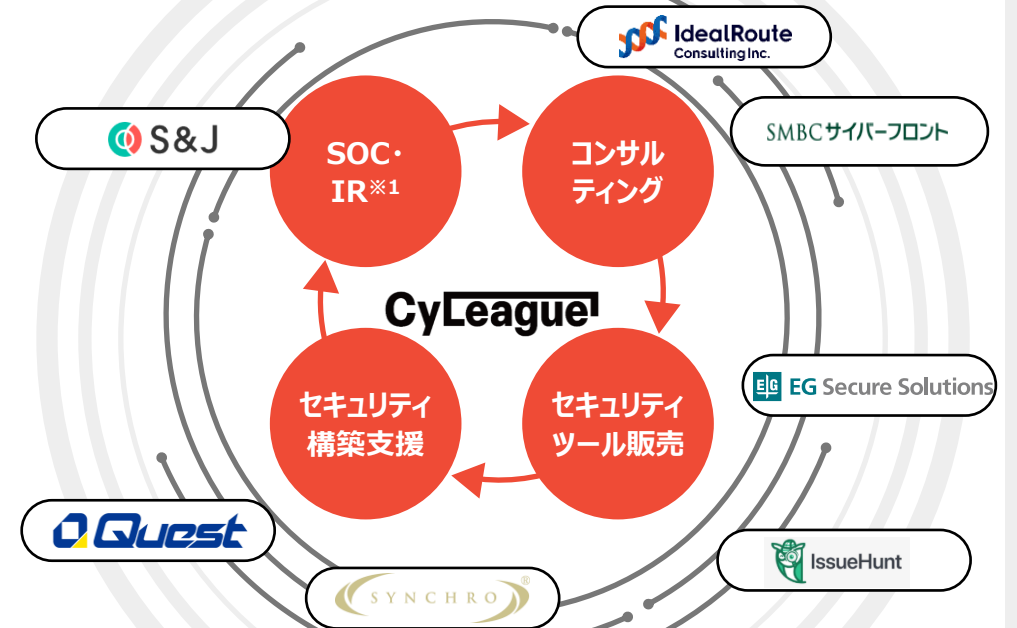 IdealRoute
Consulting Inc.
S&J
SMBCサイバーフロント
SOC・
IR※1
コンサル
ティング
CyLeague
セキュリティ
構築支援
セキュリティ
ツール販売
EG EG Secure Solutions
Quest
IssueHunt
SYNCHRO®